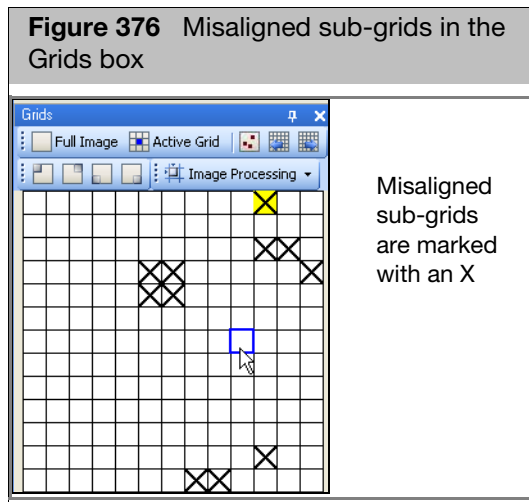 Figure 376 Misaligned sub-grids in the
Grids box
Grids
Full Image Active Grid
Image Processing
Misaligned
sub-grids
are marked
with an X